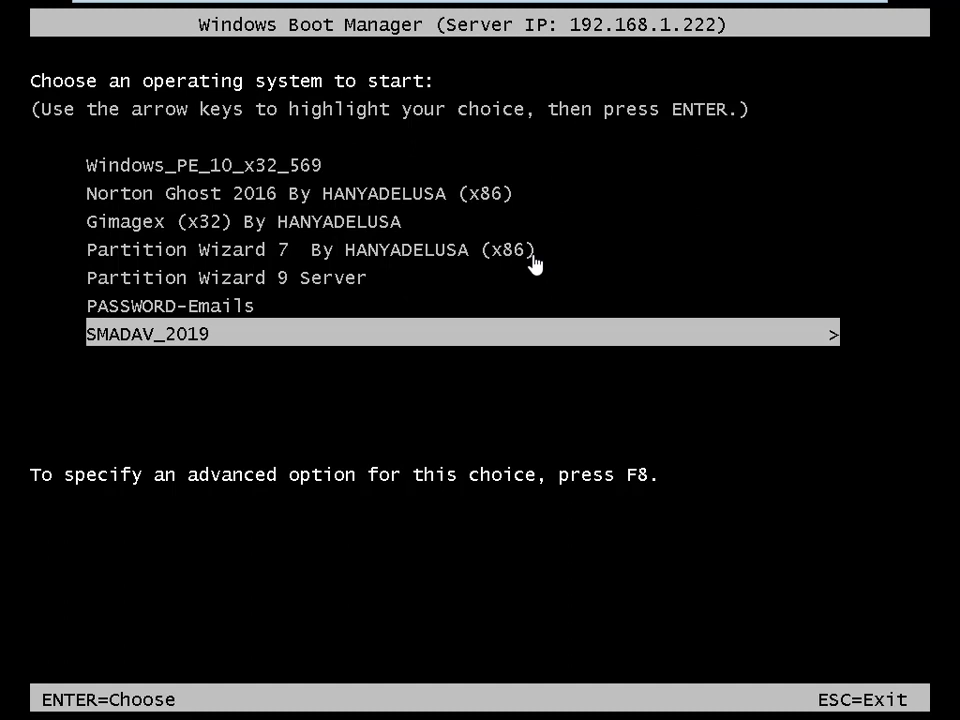 Windows Boot Manager (Server IP: 192.168.1.222)
Choose an operating system to start:
(Use the arrow keys to highlight your choice, then press ENTER.)
Windows_PE_10_x32_569
Norton Ghost 2016 By HANYADELUSA (x86)
Gimagex (x32) By HANYADELUSA
Partition Wizard 7  By HANYADELUSA (x86)
Partition Wizard 9 Server
PASSWORD-Emails
SMADAV_2019 >
To specify an advanced option for this choice, press F8.
ENTER=Choose ESC=Exit